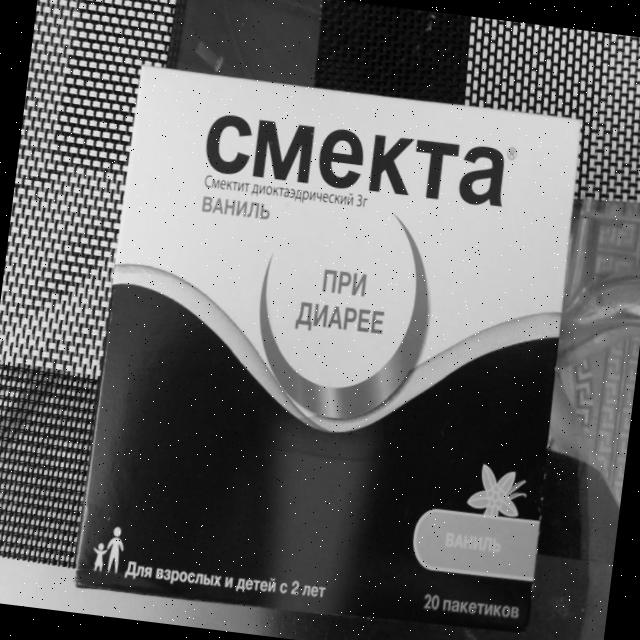 смекта®
Смектит диоктаэдрический 3г
ВАНИЛЬ
ПРИ
ДИАРЕЕ
ВАНИЛЬ
Для взрослых и детей с 2 лет
20 пакетиков